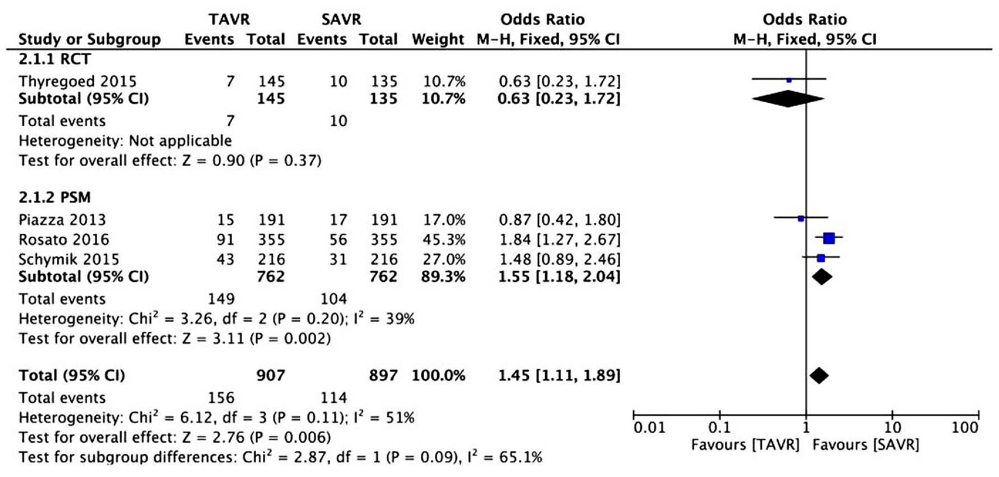 TAVR SAVR Odds Ratio Odds Ratio
Study or Subgroup Events Total Events Total Weight M-H, Fixed, 95% CI M-H, Fixed, 95% CI
2.1.1 RCT
Thyregoed 2015 7 145 10 135 10.7% 0.63 [0.23, 1.72]
Subtotal (95% CI) 145 135 10.7% 0.63 [0.23, 1.72]
Total events 7 10
Heterogeneity: Not applicable
Test for overall effect: Z = 0.90 (P = 0.37)
2.1.2 PSM
Piazza 2013 15 191 17 191 17.0% 0.87 [0.42, 1.80]
Rosato 2016 91 355 56 355 45.3% 1.84 [1.27, 2.67]
Schymik 2015 43 216 31 216 27.0% 1.48 [0.89, 2.46]
Subtotal (95% CI) 762 762 89.3% 1.55 [1.18, 2.04]
Total events 149 104
Heterogeneity: Chi² = 3.26, df = 2 (P = 0.20); I² = 39%
Test for overall effect: Z = 3.11 (P = 0.002)
Total (95% CI) 907 897 100.0% 1.45 [1.11, 1.89]
Total events 156 114
Heterogeneity: Chi² = 6.12, df = 3 (P = 0.11); I² = 51%
Test for overall effect: Z = 2.76 (P = 0.006)
Test for subgroup differences: Chi² = 2.87, df = 1 (P = 0.09), I² = 65.1%
0.01 0.1 1 10 100
Favours [TAVR] Favours [SAVR]